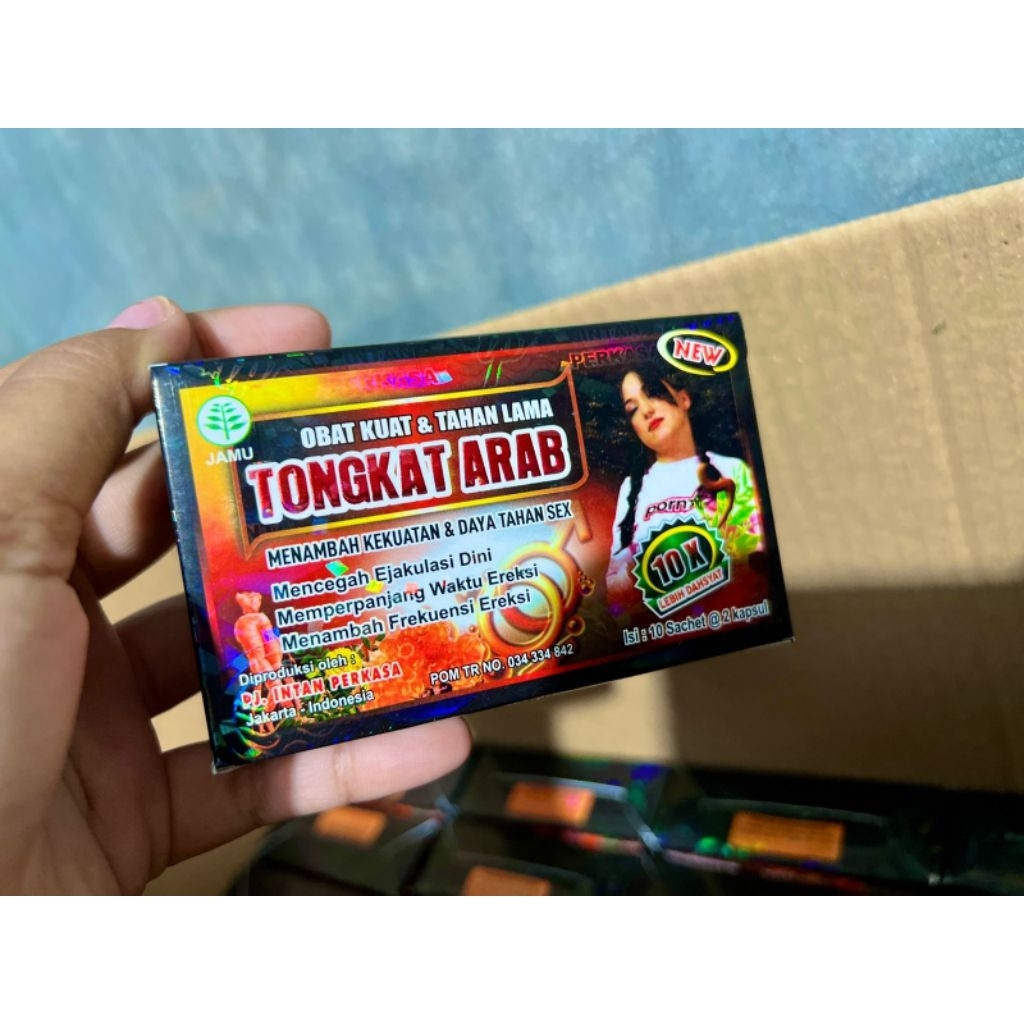 PERKASA
NEW
JAMU
OBAT KUAT & TAHAN LAMA
TONGKAT ARAB
MENAMBAH KEKUATAN & DAYA TAHAN SEX
Mencegah Ejakulasi Dini
Memperpanjang Waktu Ereksi
Menambah Frekuensi Ereksi
porn
10 X
LEBIH DAHSYAT
Isi : 10 Sachet @ 2 kapsul
Diproduksi oleh :
PJ. INTAN PERKASA
Jakarta - Indonesia
POM TR NO. 034 334 842